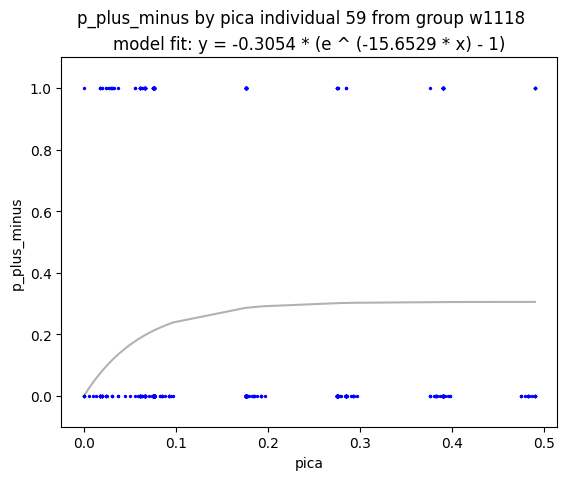 p_plus_minus by pica individual 59 from group w1118
model fit: y = -0.3054 * (e ^ (-15.6529 * x) - 1)
1.0
0.8
0.6
0.4
0.2
0.0
p_plus_minus
0.0 0.1 0.2 0.3 0.4 0.5
pica